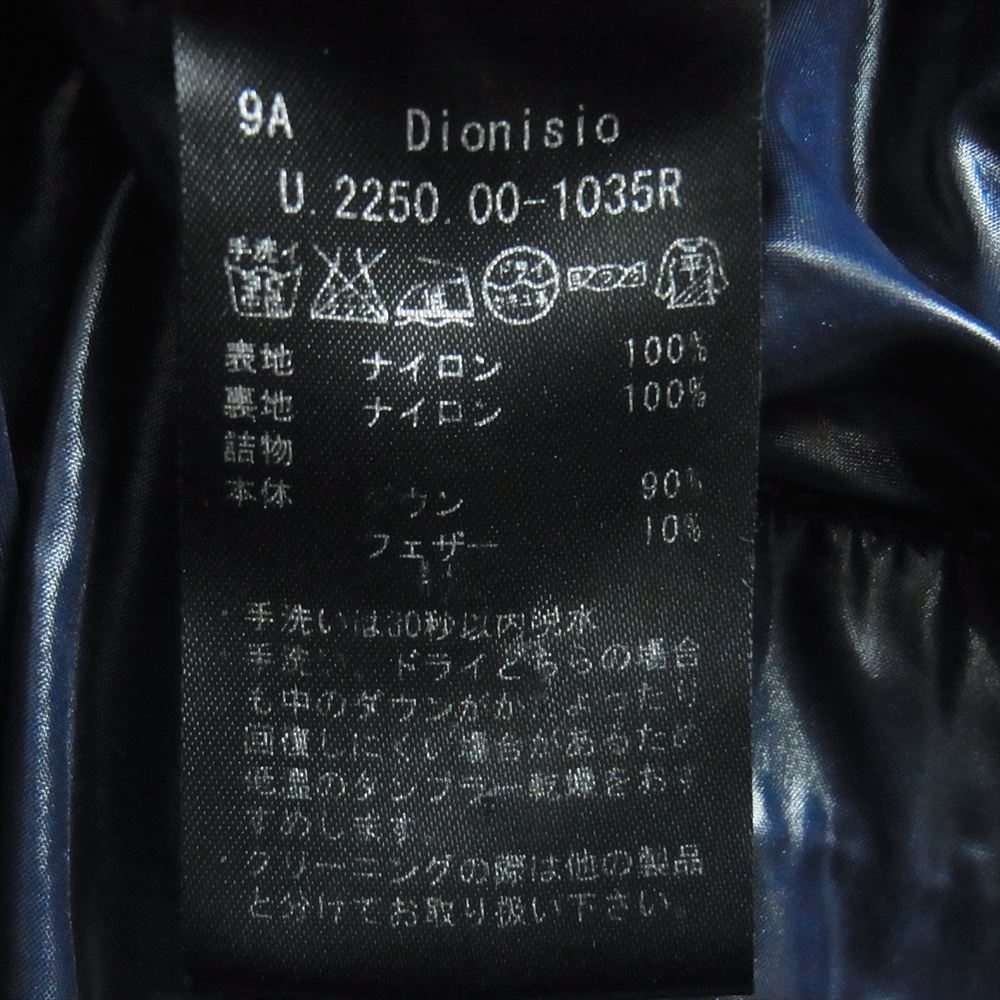 9A Dionisio
U.2250.00-1035R
手洗イ
表地 ナイロン 100%
裏地 ナイロン 100%
詰物
本体 ダウン 90%
フェザー 10%
・手洗いは30秒以内脱水
・手洗い、ドライどちらの場合
も中のダウンがかたよったり
回復しにくい場合があるため
低温のタンブラー乾燥をおす
すめします
・クリーニングの際は他の製品
と分けてお取り扱い下さい。